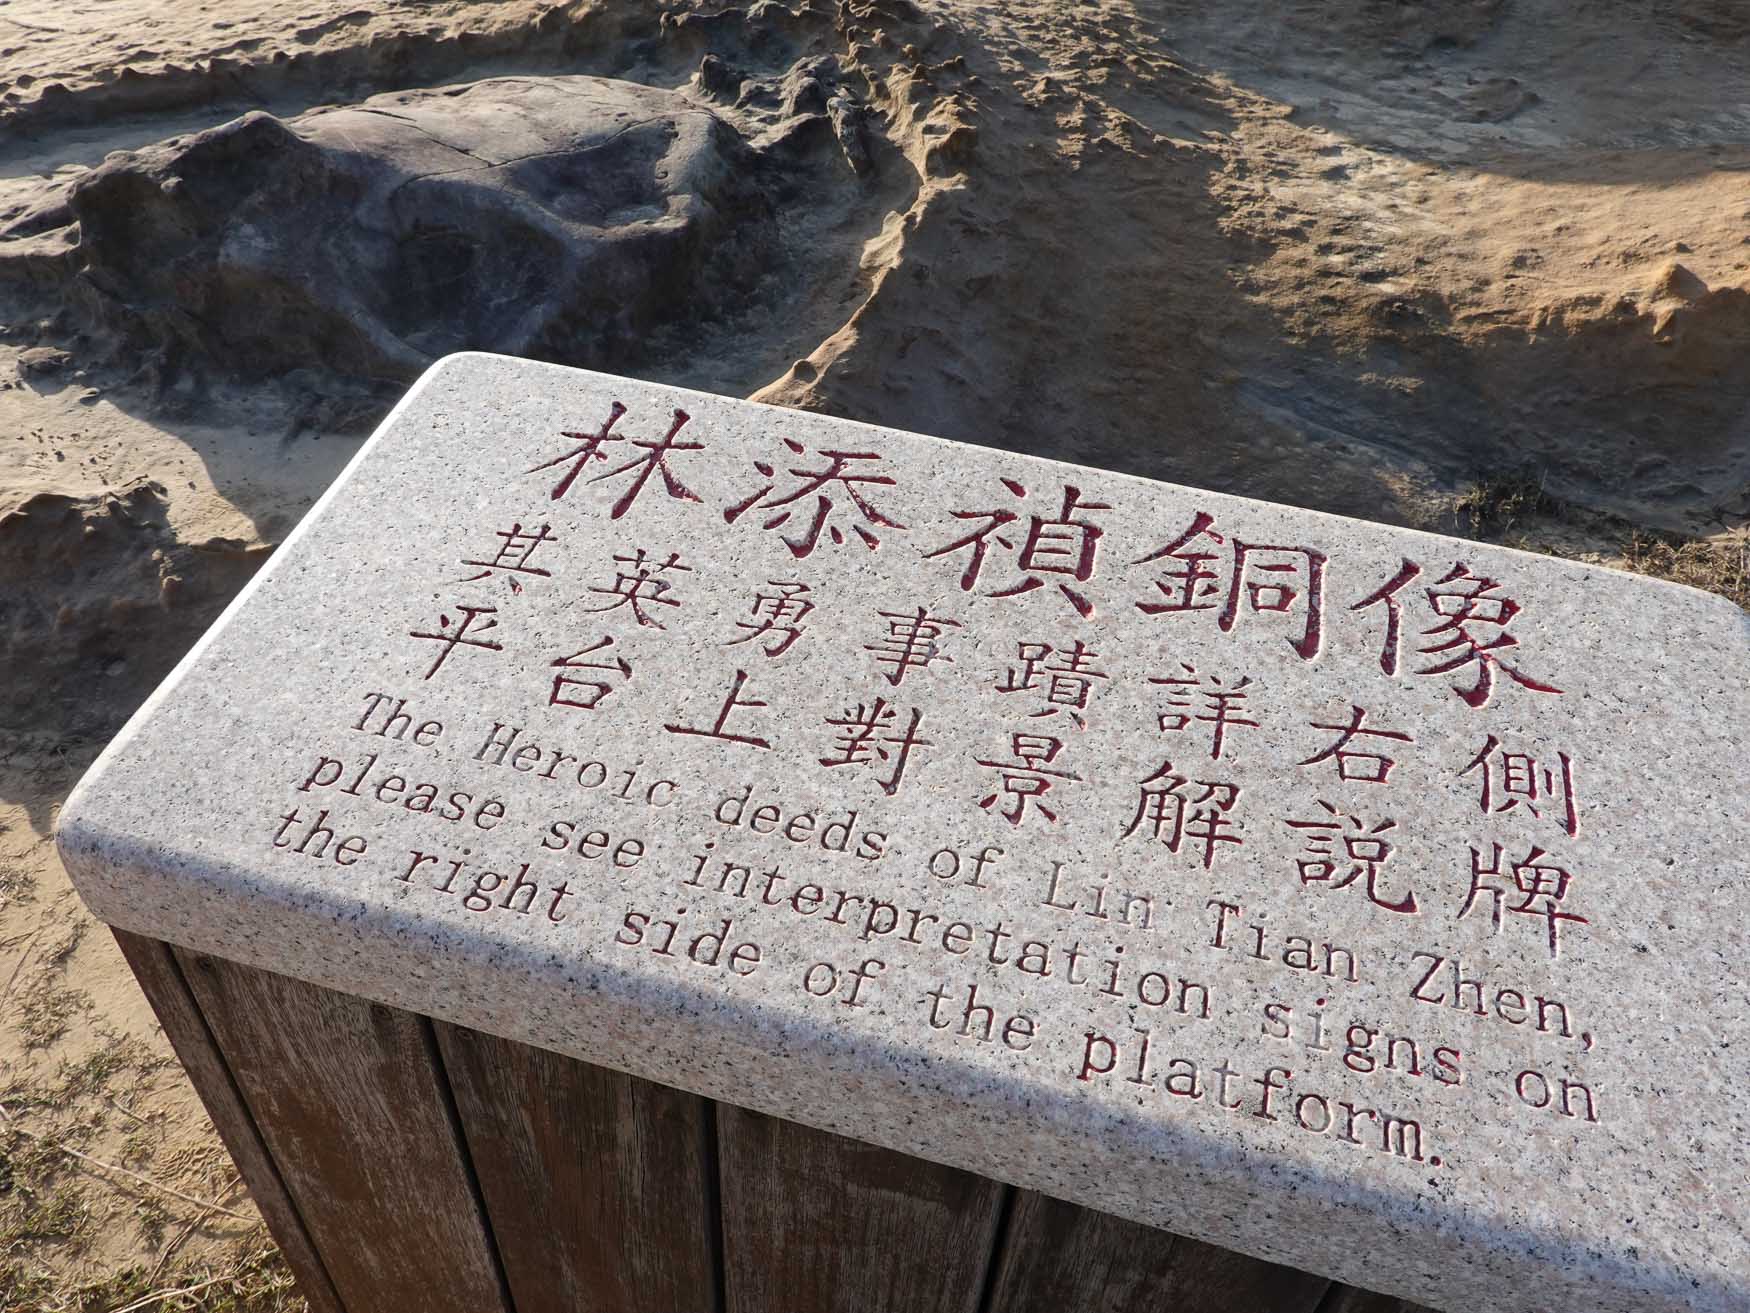 林添禎銅像
其英勇事蹟詳右側
平台上對景解說牌
The Heroic deeds of Lin Tian Zhen,
please see interpretation signs on
the right side of the platform.